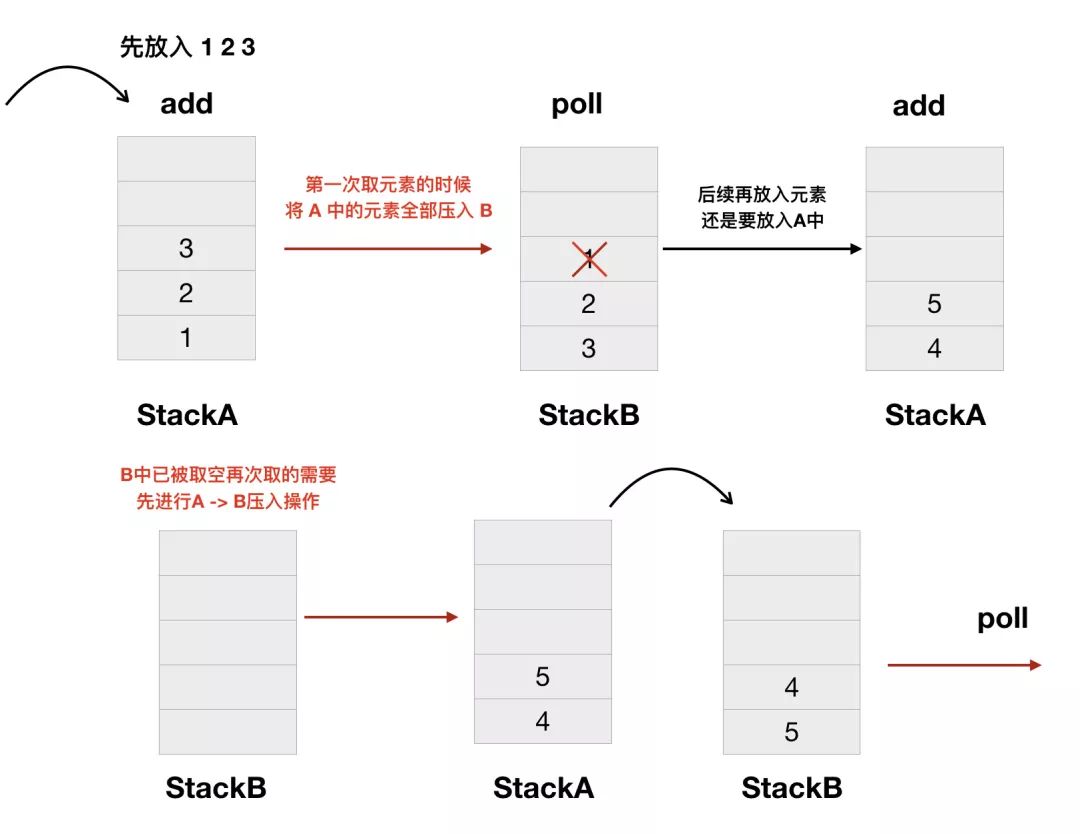 先放入 1 2 3
add
poll
add
第一次取元素的时候
将 A 中的元素全部压入 B
后续再放入元素
还是要放入A中
3
2
1
1
2
3
5
4
StackA
StackB
StackA
B中已被取空再次取的需要
先进行A -> B压入操作
5
4
4
5
poll
StackB
StackA
StackB